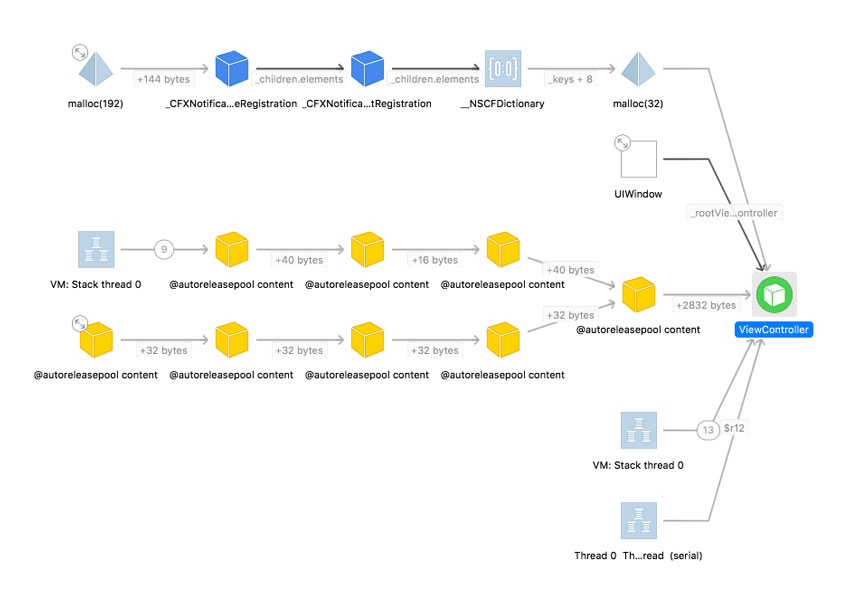 +144 bytes
_children.elements
_children.elements
_keys + 8
malloc(192)
_CFXNotifica...eRegistration
_CFXNotifica...tRegistration
__NSCFDictionary
malloc(32)
UIWindow
_rootVie...ontroller
9
+40 bytes
+16 bytes
+40 bytes
VM: Stack thread 0
@autoreleasepool content
@autoreleasepool content
@autoreleasepool content
+2832 bytes
+32 bytes
@autoreleasepool content
ViewController
+32 bytes
+32 bytes
+32 bytes
@autoreleasepool content
@autoreleasepool content
@autoreleasepool content
@autoreleasepool content
13
$r12
VM: Stack thread 0
Thread 0 Th...read (serial)